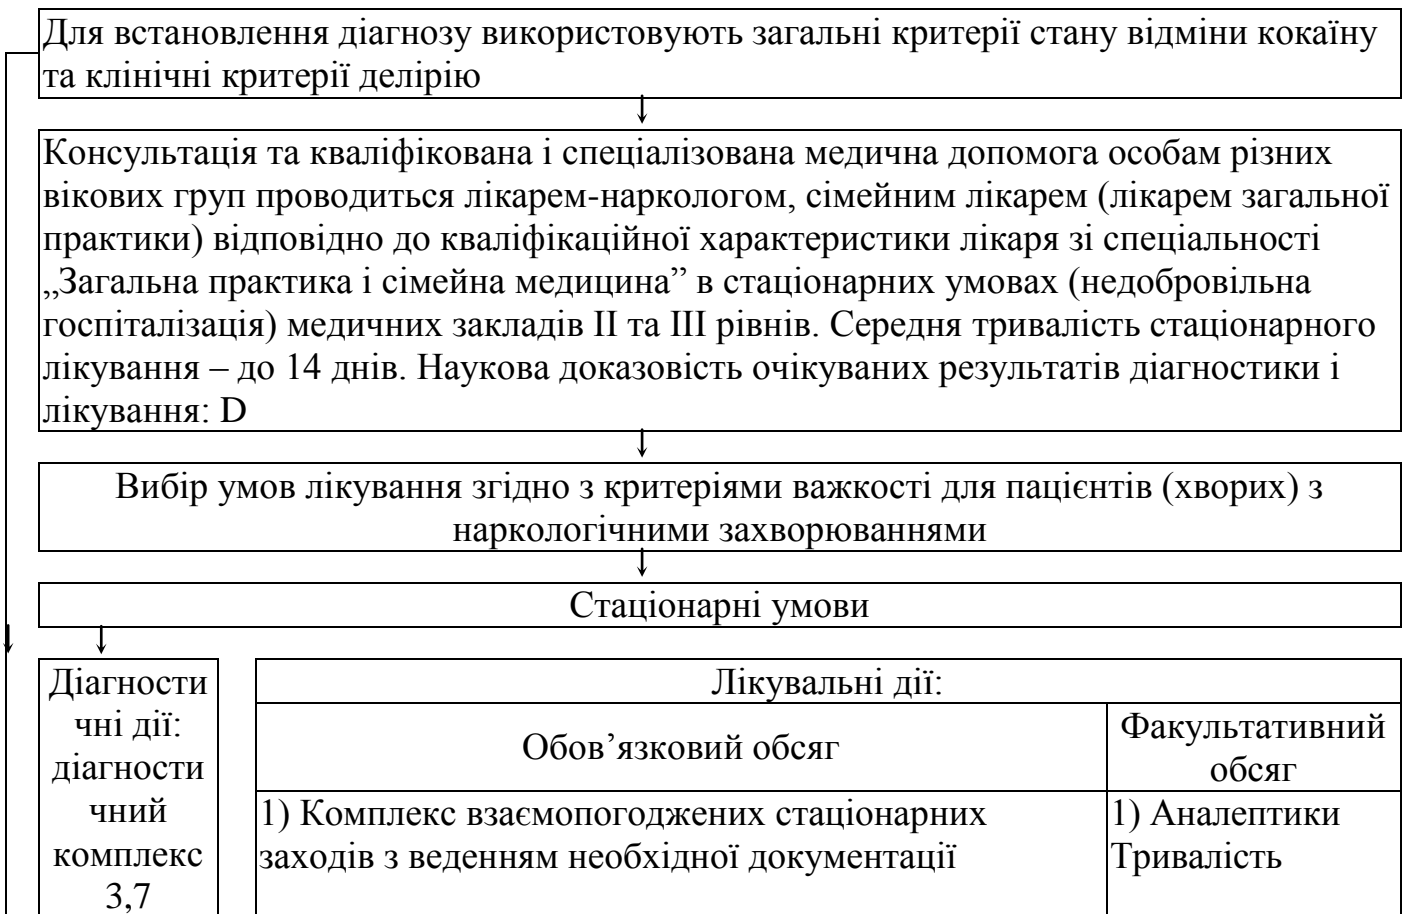 Для встановлення діагнозу використовують загальні критерії стану відміни кокаїну
та клінічні критерії делірію
Консультація та кваліфікована і спеціалізована медична допомога особам різних
вікових груп проводиться лікарем-наркологом, сімейним лікарем (лікарем загальної
практики) відповідно до кваліфікаційної характеристики лікаря зі спеціальності
„Загальна практика і сімейна медицина” в стаціонарних умовах (недобровільна
госпіталізація) медичних закладів II та III рівнів. Середня тривалість стаціонарного
лікування – до 14 днів. Наукова доказовість очікуваних результатів діагностики і
лікування: D
Вибір умов лікування згідно з критеріями важкості для пацієнтів (хворих) з
наркологічними захворюваннями
Стаціонарні умови
Діагности
чні дії:
діагности
чний
комплекс
3,7
Лікувальні дії:
Обов’язковий обсяг
Факультативний
обсяг
1) Комплекс взаємопогоджених стаціонарних
заходів з веденням необхідної документації
1) Аналептики
Тривалість